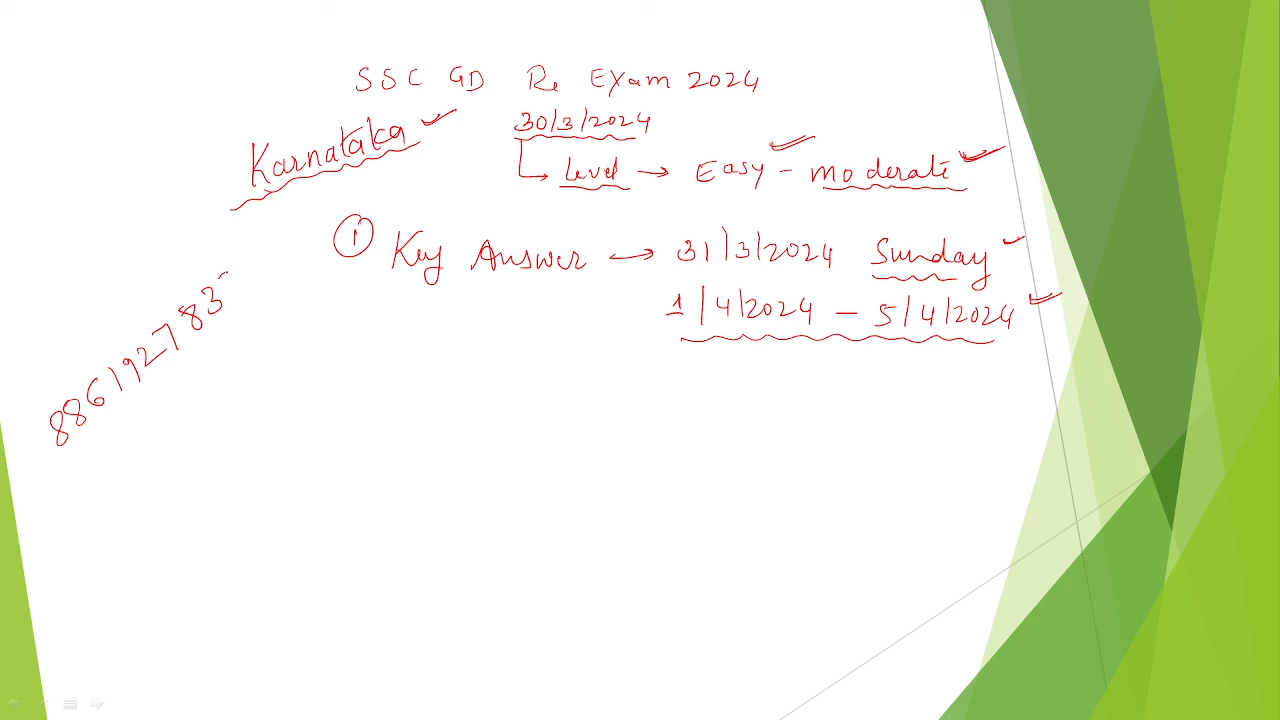 SSC GD Re Exam 2024
Karnataka
30/3/2024
Level → Easy - moderate
① Key Answer → 31/3/2024 Sunday
1/4/2024 - 5/4/2024
886192783